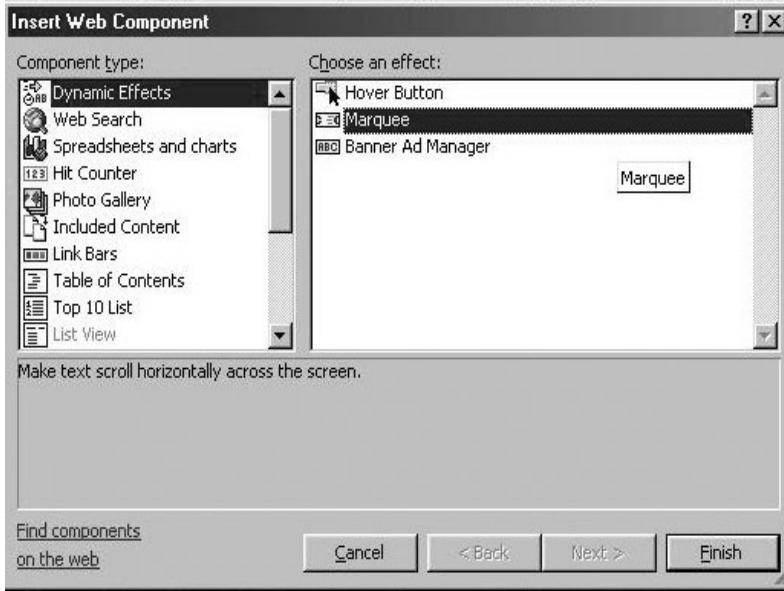 Insert Web Component
Component type:
Dynamic Effects
Web Search
Spreadsheets and charts
123 Hit Counter
Photo Gallery
Included Content
Link Bars
Table of Contents
Top 10 List
List View
Choose an effect:
Hover Button
Marquee
ABC Banner Ad Manager
Marquee
Make text scroll horizontally across the screen.
Find components
on the web
Cancel
< Back
Next >
Finish